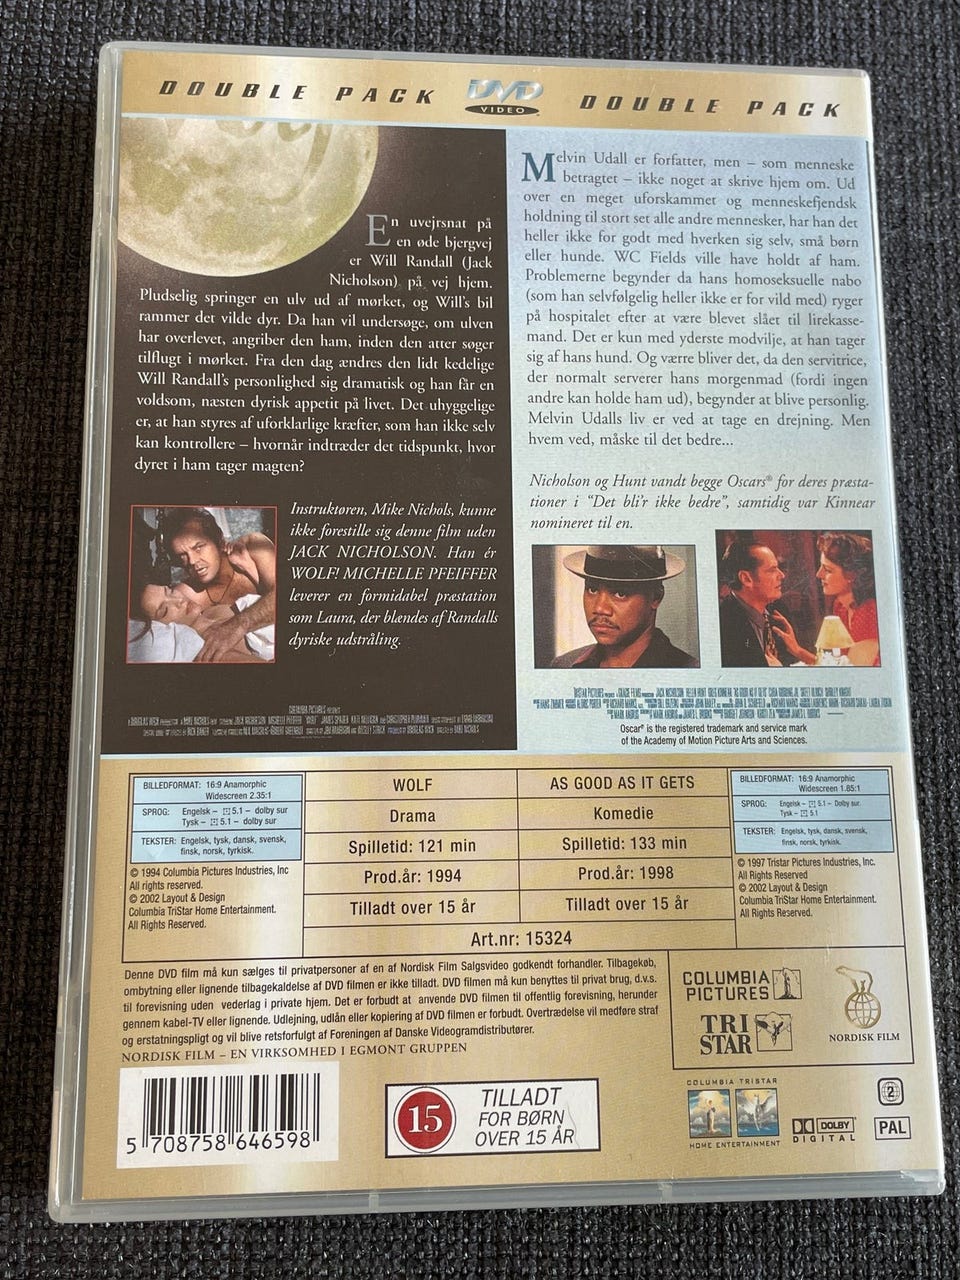 DOUBLE PACK
DVD
VIDEO
DOUBLE PACK
En uvejrsnat på
en øde bjergvej
er Will Randall (Jack
Nicholson) på vej hjem.
Pludselig springer en ulv ud af mørket, og Will's bil
rammer det vilde dyr. Da han vil undersøge, om ulven
har overlevet, angriber den ham, inden den atter søger
tilflugt i mørket. Fra den dag ændres den lidt kedelige
Will Randall's personlighed sig dramatisk og han får en
voldsom, næsten dyrisk appetit på livet. Det uhyggelige
er, at han styres af uforklarlige kræfter, som han ikke selv
kan kontrollere – hvornår indtræder det tidspunkt, hvor
dyret i ham tager magten?
Instruktøren, Mike Nichols, kunne
ikke forestille sig denne film uden
JACK NICHOLSON. Han ér
WOLF! MICHELLE PFEIFFER
leverer en formidabel præstation
som Laura, der blændes af Randalls
dyriske udstråling.
Melvin Udall er forfatter, men – som menneske
betragtet – ikke noget at skrive hjem om. Ud
over en meget uforskammet og menneskefjendsk
holdning til stort set alle andre mennesker, har han det
heller ikke for godt med hverken sig selv, små børn
eller hunde. WC Fields ville have holdt af ham.
Problemerne begynder da hans homoseksuelle nabo
(som han selvfølgelig heller ikke er for vild med) ryger
på hospitalet efter at være blevet slået til lirekasse-
mand. Det er kun med yderste modvilje, at han tager
sig af hans hund. Og værre bliver det, da den servitrice,
der normalt serverer hans morgenmad (fordi ingen
andre kan holde ham ud), begynder at blive personlig.
Melvin Udalls liv er ved at tage en drejning. Men
hvem ved, måske til det bedre...
Nicholson og Hunt vandt begge Oscars® for deres præsta-
tioner i "Det bli'r ikke bedre", samtidig var Kinnear
nomineret til en.
Oscar® is the registered trademark and service mark
of the Academy of Motion Picture Arts and Sciences.
BILLEDFORMAT: 16:9 Anamorphic
Widescreen 2.35:1
SPROG: Engelsk – 5.1 – dolby sur
Tysk – 5.1 – dolby sur
TEKSTER: Engelsk, tysk, dansk, svensk,
finsk, norsk, tyrkisk.
© 1994 Columbia Pictures Industries, Inc
All rights reserved.
© 2002 Layout & Design
Columbia TriStar Home Entertainment.
All Rights Reserved.
WOLF
Drama
Spilletid: 121 min
Prod.år: 1994
Tilladt over 15 år
AS GOOD AS IT GETS
Komedie
Spilletid: 133 min
Prod.år: 1998
Tilladt over 15 år
Art.nr: 15324
BILLEDFORMAT: 16:9 Anamorphic
Widescreen 1.85:1
SPROG: Engelsk – 5.1 – Dolby sur.
Tysk – 5.1
TEKSTER: Engelsk, tysk, dansk, svensk,
finsk, norsk, tyrkisk.
© 1997 Tristar Pictures Industries, Inc.
All Rights Reserved
© 2002 Layout & Design
Columbia TriStar Home Entertainment.
All Rights Reserved.
Denne DVD film må kun sælges til privatpersoner af en af Nordisk Film Salgsvideo godkendt forhandler. Tilbagekøb,
ombytning eller lignende tilbagekaldelse af DVD filmen er ikke tilladt. DVD filmen må kun benyttes til privat brug, d.v.s.
til forevisning uden vederlag i private hjem. Det er forbudt at anvende DVD filmen til offentlig forevisning, herunder
gennem kabel-TV eller lignende. Udlejning, udlån eller kopiering af DVD filmen er forbudt. Overtrædelse vil medføre straf
og erstatningspligt og vil blive retsforfulgt af Foreningen af Danske Videogramdistributører.
NORDISK FILM – EN VIRKSOMHED I EGMONT GRUPPEN
COLUMBIA
PICTURES
TRI
STAR
NORDISK FILM
5 708758 646598
15
TILLADT
FOR BØRN
OVER 15 ÅR
COLUMBIA TRISTAR
HOME ENTERTAINMENT
DOLBY
DIGITAL
2
PAL